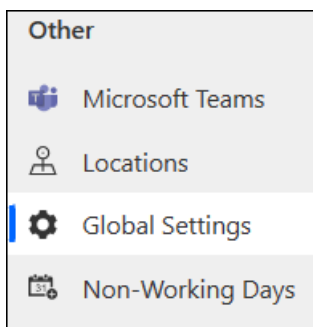 Other
Microsoft Teams
Locations
Global Settings
Non-Working Days